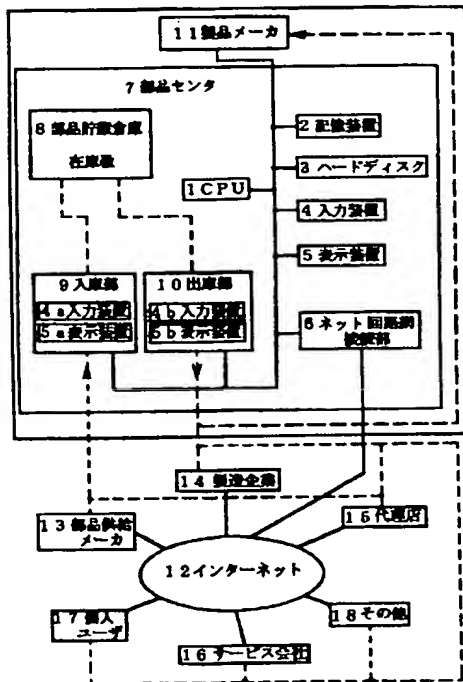 11製品メーカ
7 部品センタ
8 部品貯蔵倉庫
在庫数
2 記憶装置
3 ハードディスク
1CPU
4 入力装置
5 表示装置
9 入庫部
4a入力装置
5a表示装置
10出庫部
4b入力装置
5b表示装置
6ネット回路網
接続部
14 製造企業
13 部品供給
メーカ
15代理店
12インターネット
17個人
ユーザ
18その他
16サービス会社